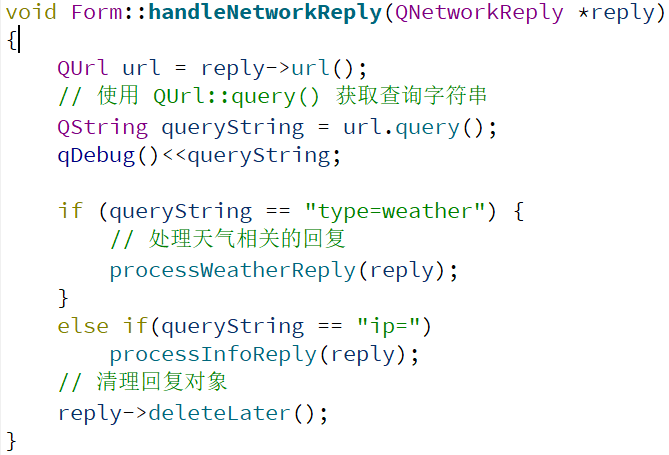 void Form::handleNetworkReply(QNetworkReply *reply)
{
    QUrl url = reply->url();
    // 使用 QUrl::query() 获取查询字符串
    QString queryString = url.query();
    qDebug()<<queryString;

    if (queryString == "type=weather") {
        // 处理天气相关的回复
        processWeatherReply(reply);
    }
    else if(queryString == "ip=")
        processInfoReply(reply);
    // 清理回复对象
    reply->deleteLater();
}